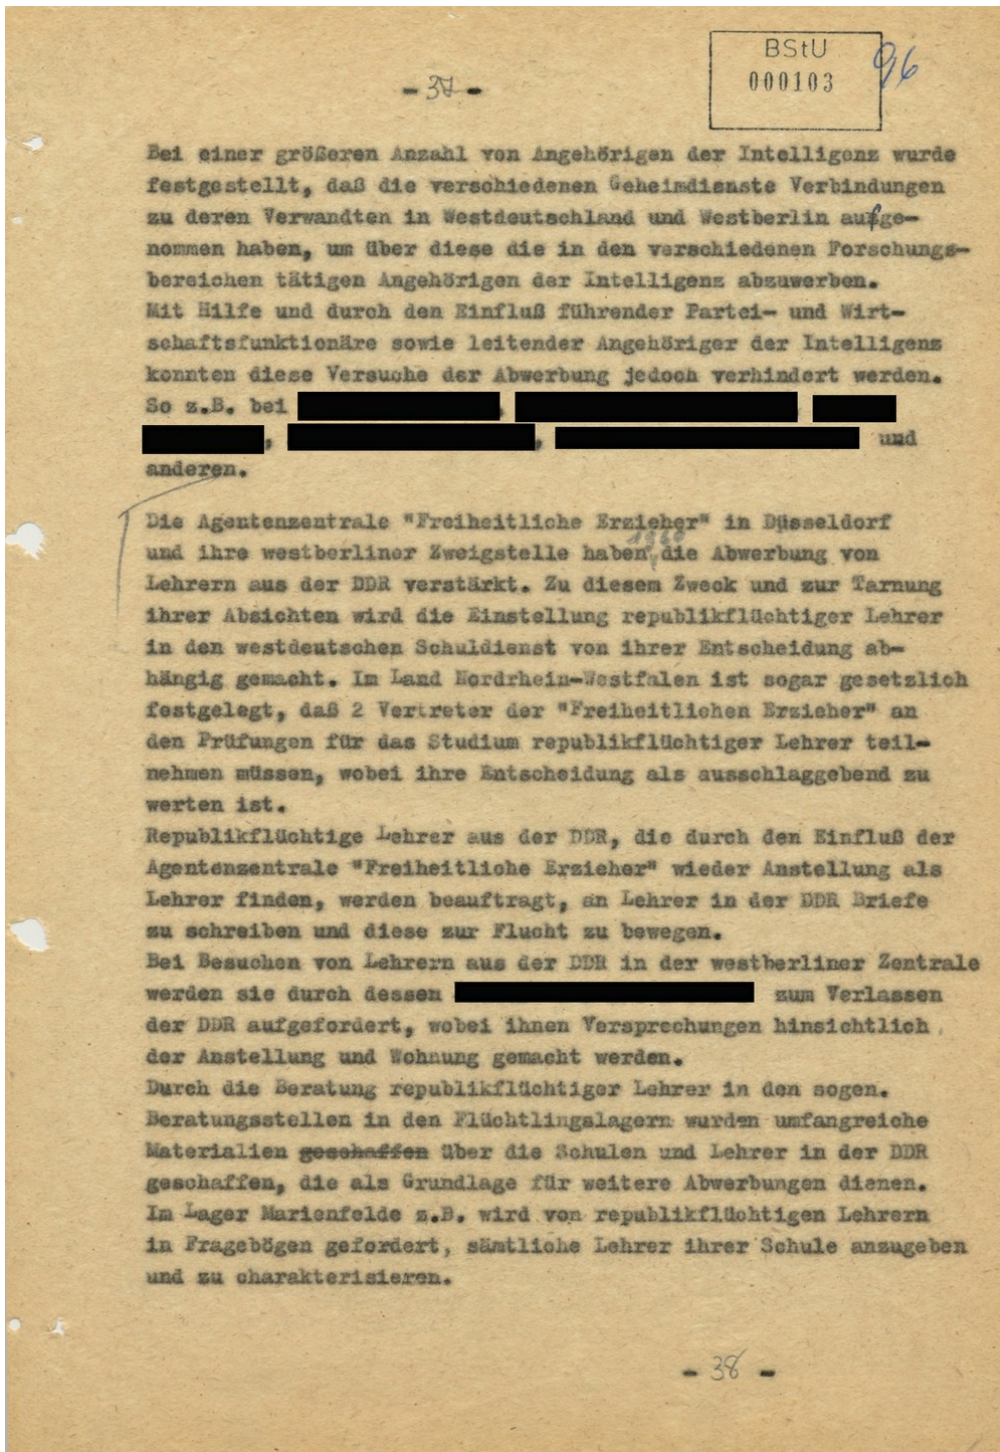 BStU
000103
96
- 37 -
Bei einer größeren Anzahl von Angehörigen der Intelligenz wurde
festgestellt, daß die verschiedenen Geheimdienste Verbindungen
zu deren Verwandten in Westdeutschland und Westberlin aufge-
nommen haben, um über diese die in den verschiedenen Forschungs-
bereichen tätigen Angehörigen der Intelligenz abzuwerben.
Mit Hilfe und durch den Einfluß führender Partei- und Wirt-
schaftsfunktionäre sowie leitender Angehöriger der Intelligenz
konnten diese Versuche der Abwerbung jedoch verhindert werden.
So z.B. bei , 
, , und
anderen.
Die Agentenzentrale "Freiheitliche Erzieher" in Düsseldorf
und ihre westberliner Zweigstelle haben 1960 die Abwerbung von
Lehrern aus der DDR verstärkt. Zu diesem Zweck und zur Tarnung
ihrer Absichten wird die Einstellung republikflüchtiger Lehrer
in den westdeutschen Schuldienst von ihrer Entscheidung ab-
hängig gemacht. Im Land Nordrhein-Westfalen ist sogar gesetzlich
festgelegt, daß 2 Vertreter der "Freiheitlichen Erzieher" an
den Prüfungen für das Studium republikflüchtiger Lehrer teil-
nehmen müssen, wobei ihre Entscheidung als ausschlaggebend zu
werten ist.
Republikflüchtige Lehrer aus der DDR, die durch den Einfluß der
Agentenzentrale "Freiheitliche Erzieher" wieder Anstellung als
Lehrer finden, werden beauftragt, an Lehrer in der DDR Briefe
zu schreiben und diese zur Flucht zu bewegen.
Bei Besuchen von Lehrern aus der DDR in der westberliner Zentrale
werden sie durch dessen zum Verlassen
der DDR aufgefordert, wobei ihnen Versprechungen hinsichtlich
der Anstellung und Wohnung gemacht werden.
Durch die Beratung republikflüchtiger Lehrer in den sogen.
Beratungsstellen in den Flüchtlingslagern wurden umfangreiche
Materialien geschaffen über die Schulen und Lehrer in der DDR
geschaffen, die als Grundlage für weitere Abwerbungen dienen.
Im Lager Marienfelde z.B. wird von republikflüchtigen Lehrern
in Fragebögen gefordert, sämtliche Lehrer ihrer Schule anzugeben
und zu charakterisieren.
- 38 -